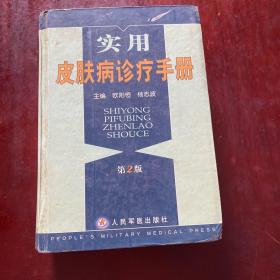 实用
皮肤病诊疗手册
主编 欧阳恒 杨志波
SHIYONG
PIFUBING
ZHENLAO
SHOUCE
第2版
人民军医出版社
PEOPLE'S MILITARY MEDICAL PRESS